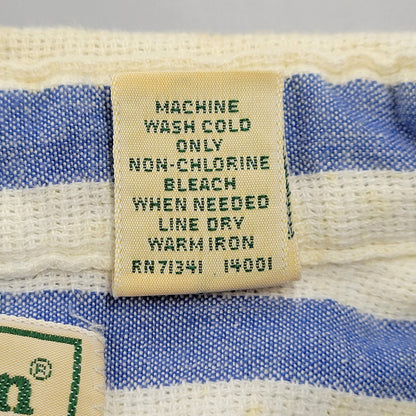 MACHINE
WASH COLD
ONLY
NON-CHLORINE
BLEACH
WHEN NEEDED
LINE DRY
WARM IRON
RN71341 14001
n®